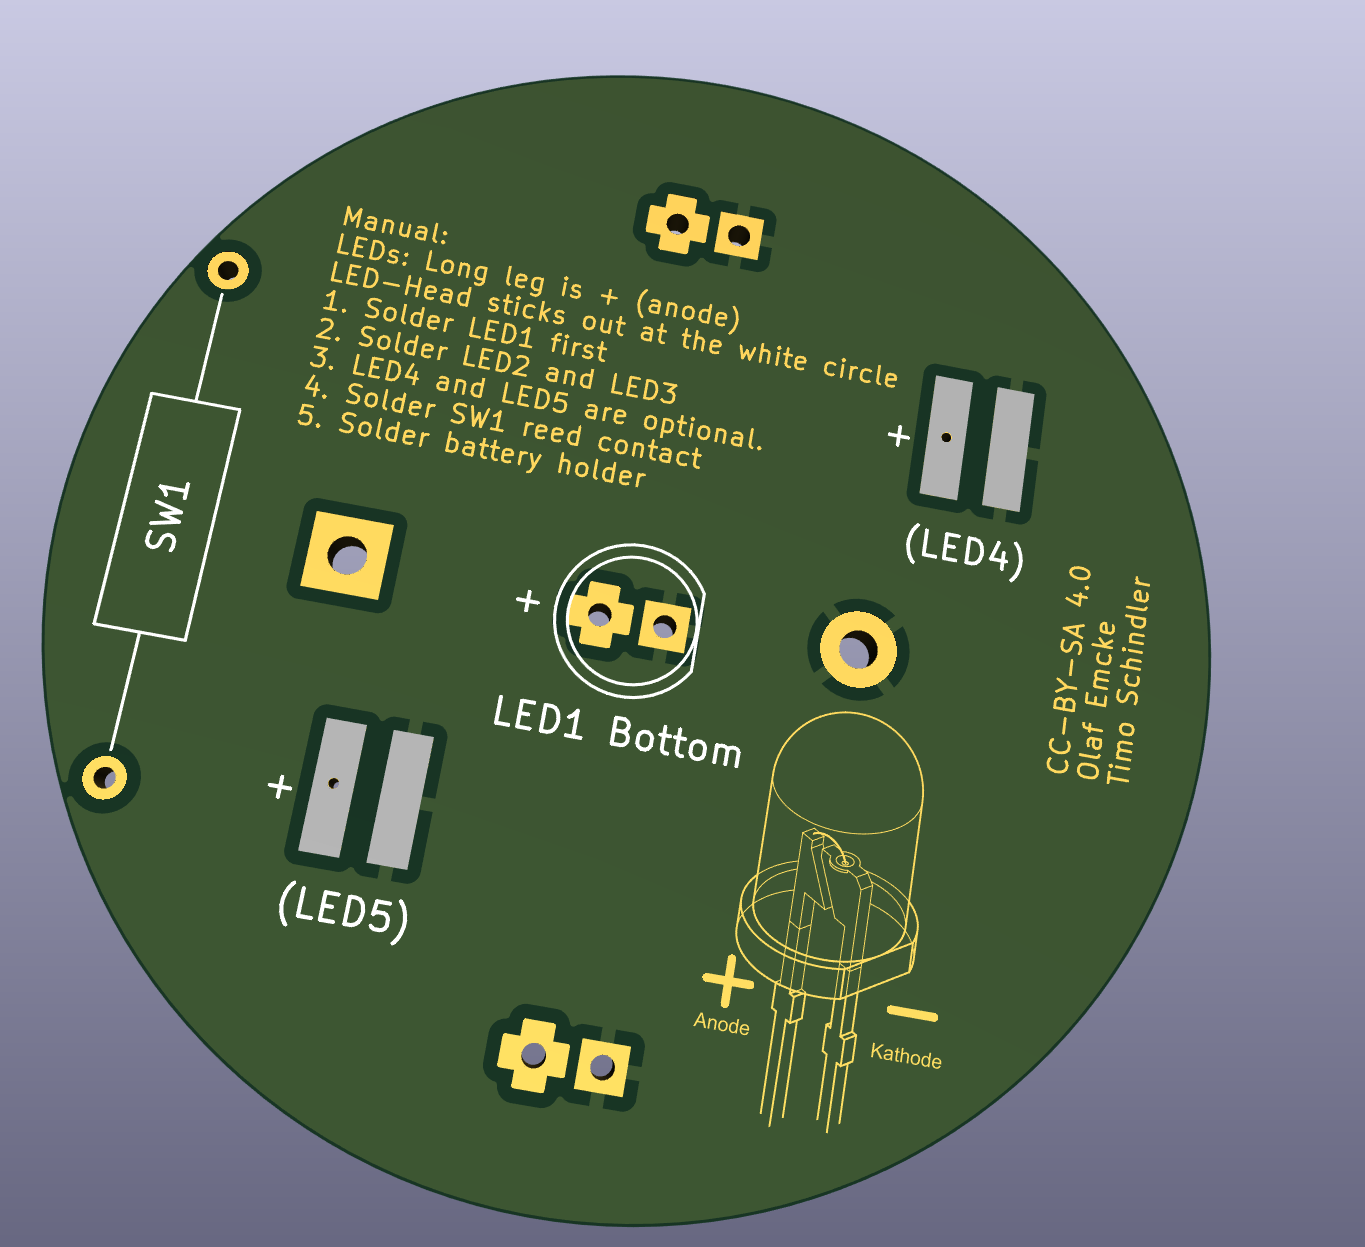 Manual:
LEDs: Long leg is + (anode)
LED-Head sticks out at the white circle
1. Solder LED1 first
2. Solder LED2 and LED3
3. LED4 and LED5 are optional.
4. Solder SW1 reed contact
5. Solder battery holder
SW1
+
(LED4)
+
LED1 Bottom
CC-BY-SA 4.0
Olaf Emcke
Timo Schindler
+
(LED5)
+
Anode
-
Kathode